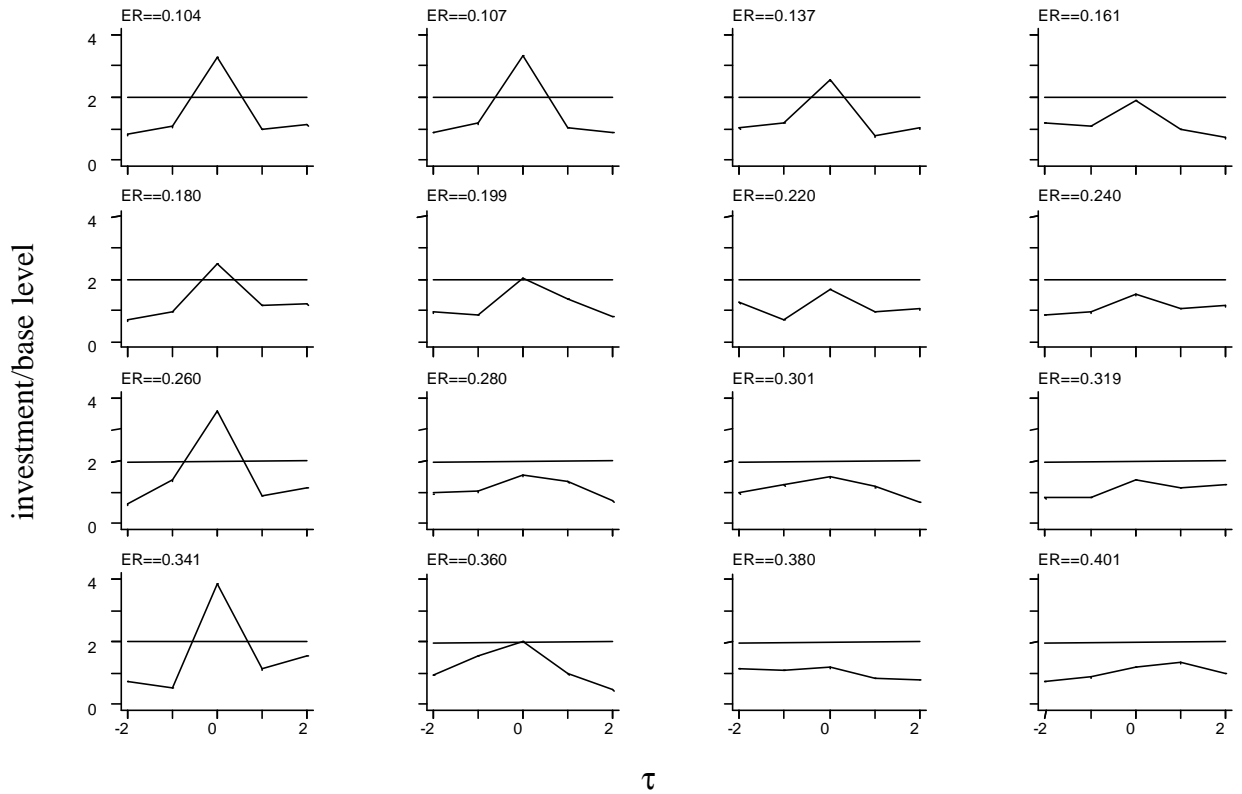 ER==0.104 ER==0.107 ER==0.137 ER==0.161
4
2
0
ER==0.180 ER==0.199 ER==0.220 ER==0.240
4
2
0
investment/base level
ER==0.260 ER==0.280 ER==0.301 ER==0.319
4
2
0
ER==0.341 ER==0.360 ER==0.380 ER==0.401
4
2
0
-2 0 2 -2 0 2 -2 0 2 -2 0 2
τ